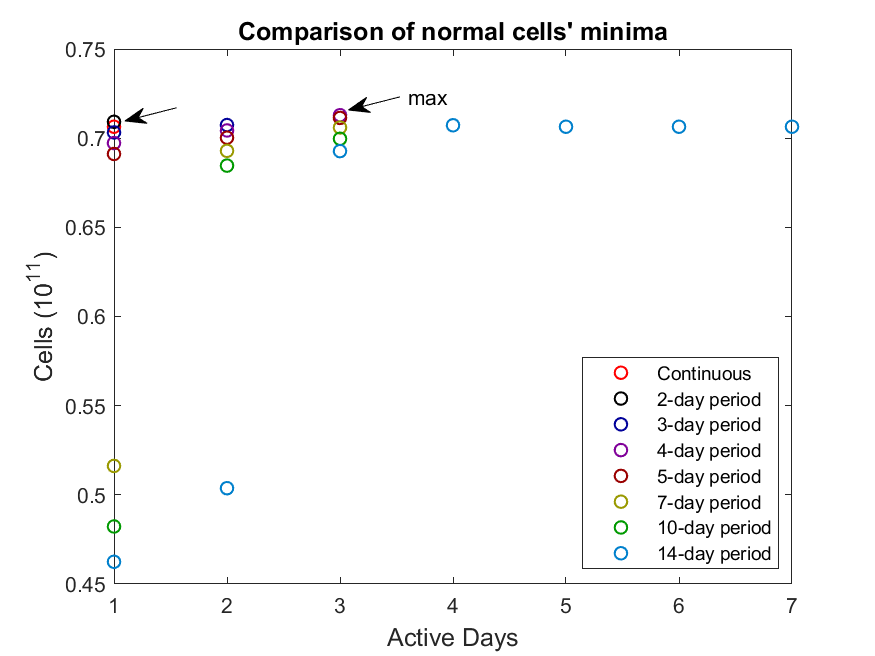 Comparison of normal cells' minima
0.75
0.7
0.65
0.6
0.55
0.5
0.45
Cells (10^11)
max
Continuous
2-day period
3-day period
4-day period
5-day period
7-day period
10-day period
14-day period
1 2 3 4 5 6 7
Active Days